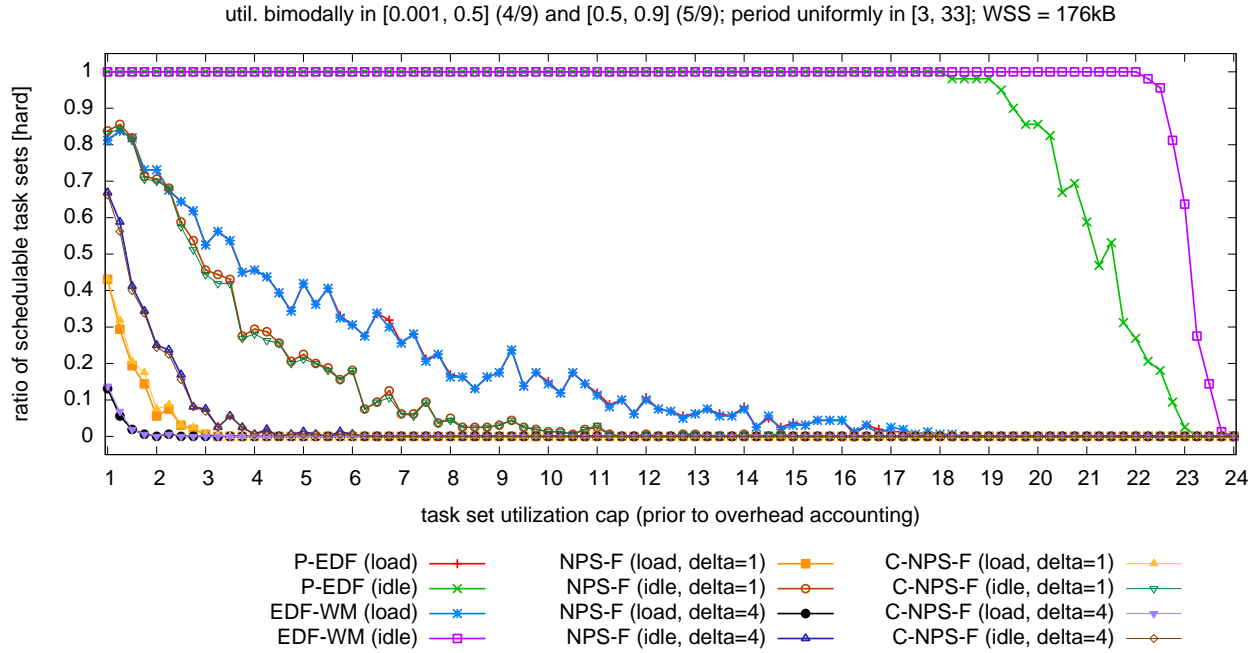 util. bimodally in [0.001, 0.5] (4/9) and [0.5, 0.9] (5/9); period uniformly in [3, 33]; WSS = 176kB
ratio of schedulable task sets [hard]
1
0.9
0.8
0.7
0.6
0.5
0.4
0.3
0.2
0.1
0
1 2 3 4 5 6 7 8 9 10 11 12 13 14 15 16 17 18 19 20 21 22 23 24
task set utilization cap (prior to overhead accounting)
P-EDF (load) NPS-F (load, delta=1) C-NPS-F (load, delta=1)
P-EDF (idle) NPS-F (idle, delta=1) C-NPS-F (idle, delta=1)
EDF-WM (load) NPS-F (load, delta=4) C-NPS-F (load, delta=4)
EDF-WM (idle) NPS-F (idle, delta=4) C-NPS-F (idle, delta=4)